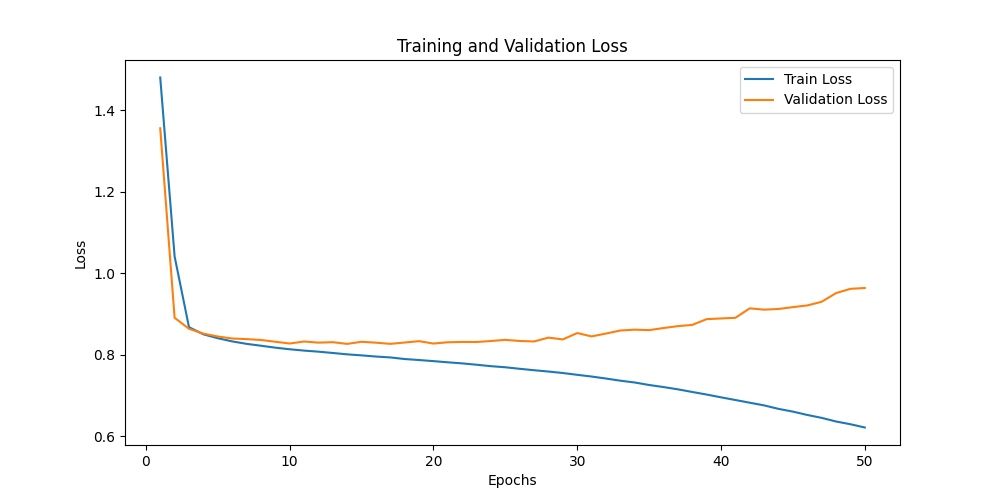 Training and Validation Loss
Train Loss
Validation Loss
1.4
1.2
1.0
0.8
0.6
Loss
0 10 20 30 40 50
Epochs